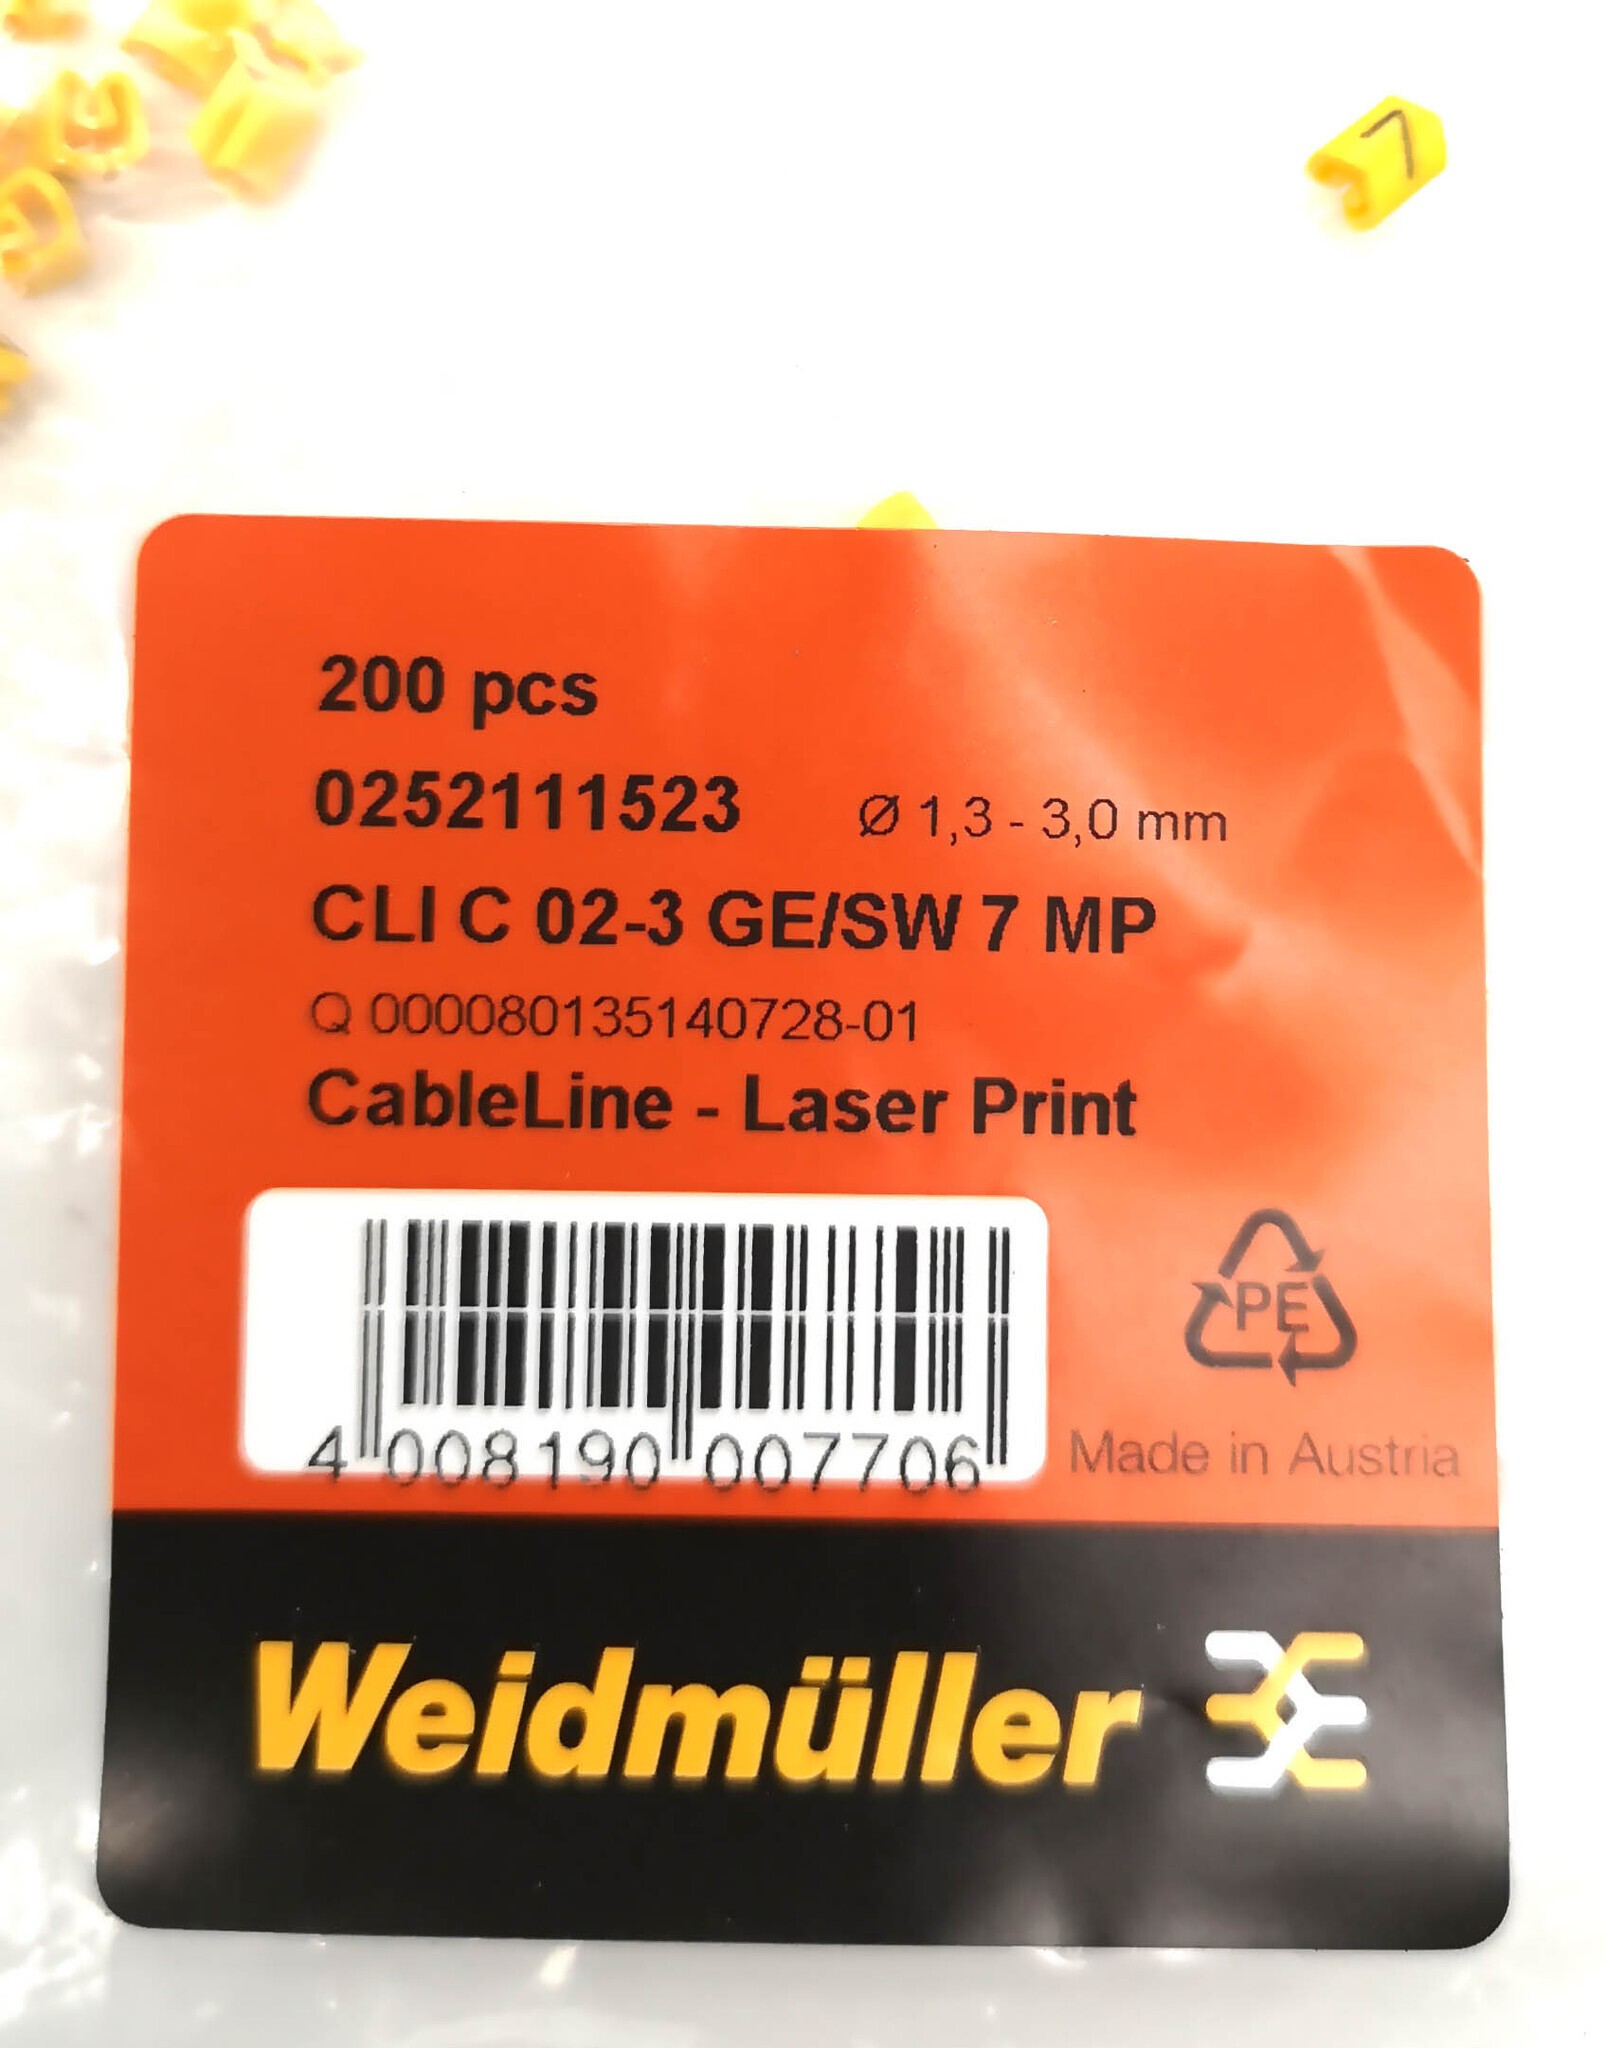 7
200 pcs
0252111523 Ø 1,3 - 3,0 mm
CLI C 02-3 GE/SW 7 MP
Q 000080135140728-01
CableLine - Laser Print
PE
4 008190 007706
Made in Austria
Weidmüller